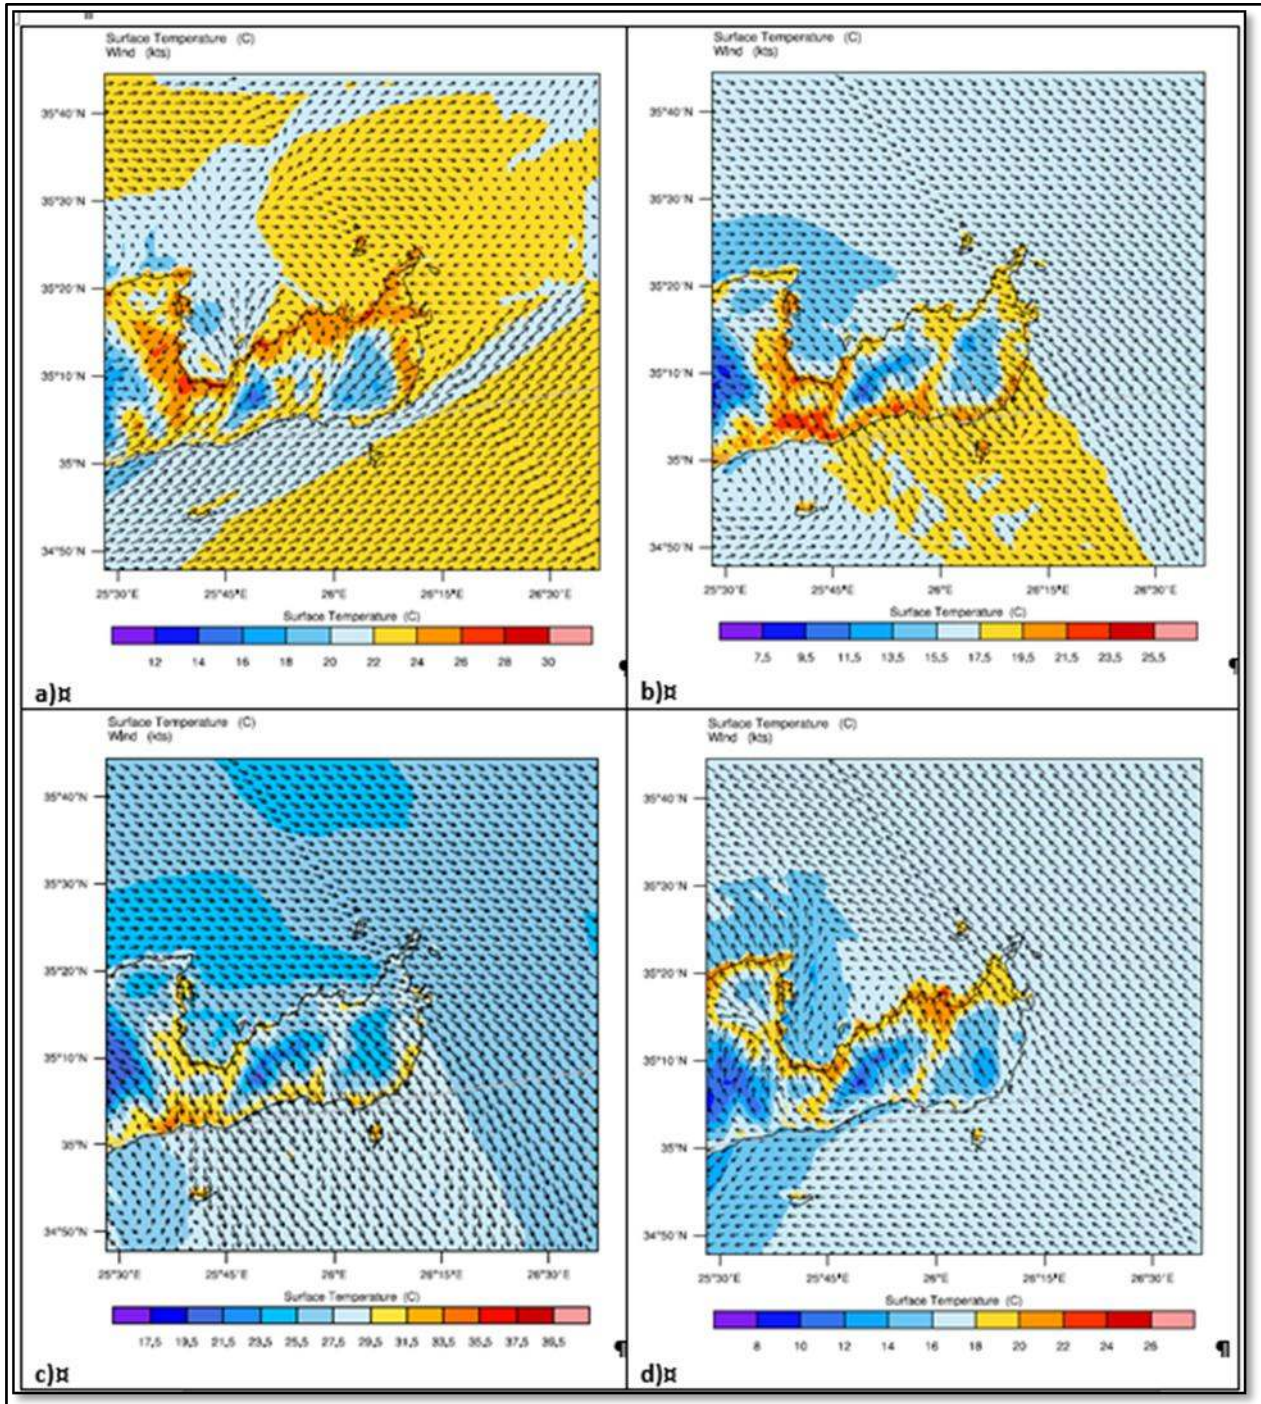 Surface Temperature (C)
Wind (kts)
35°40'N
35°30'N
35°20'N
35°10'N
35°N
34°50'N
25°30'E 25°45'E 26°E 26°15'E 26°30'E
Surface Temperature (C)
12 14 16 18 20 22 24 26 28 30
¶
a)¤
Surface Temperature (C)
Wind (kts)
35°40'N
35°30'N
35°20'N
35°10'N
35°N
34°50'N
25°30'E 25°45'E 26°E 26°15'E 26°30'E
Surface Temperature (C)
7,5 9,5 11,5 13,5 15,5 17,5 19,5 21,5 23,5 25,5
¶
b)¤
Surface Temperature (C)
Wind (kts)
35°40'N
35°30'N
35°20'N
35°10'N
35°N
34°50'N
25°30'E 25°45'E 26°E 26°15'E 26°30'E
Surface Temperature (C)
17,5 19,5 21,5 23,5 25,5 27,5 29,5 31,5 33,5 35,5 37,5 39,5
¶
c)¤
Surface Temperature (C)
Wind (kts)
35°40'N
35°30'N
35°20'N
35°10'N
35°N
34°50'N
25°30'E 25°45'E 26°E 26°15'E 26°30'E
Surface Temperature (C)
8 10 12 14 16 18 20 22 24 26
¶
d)¤